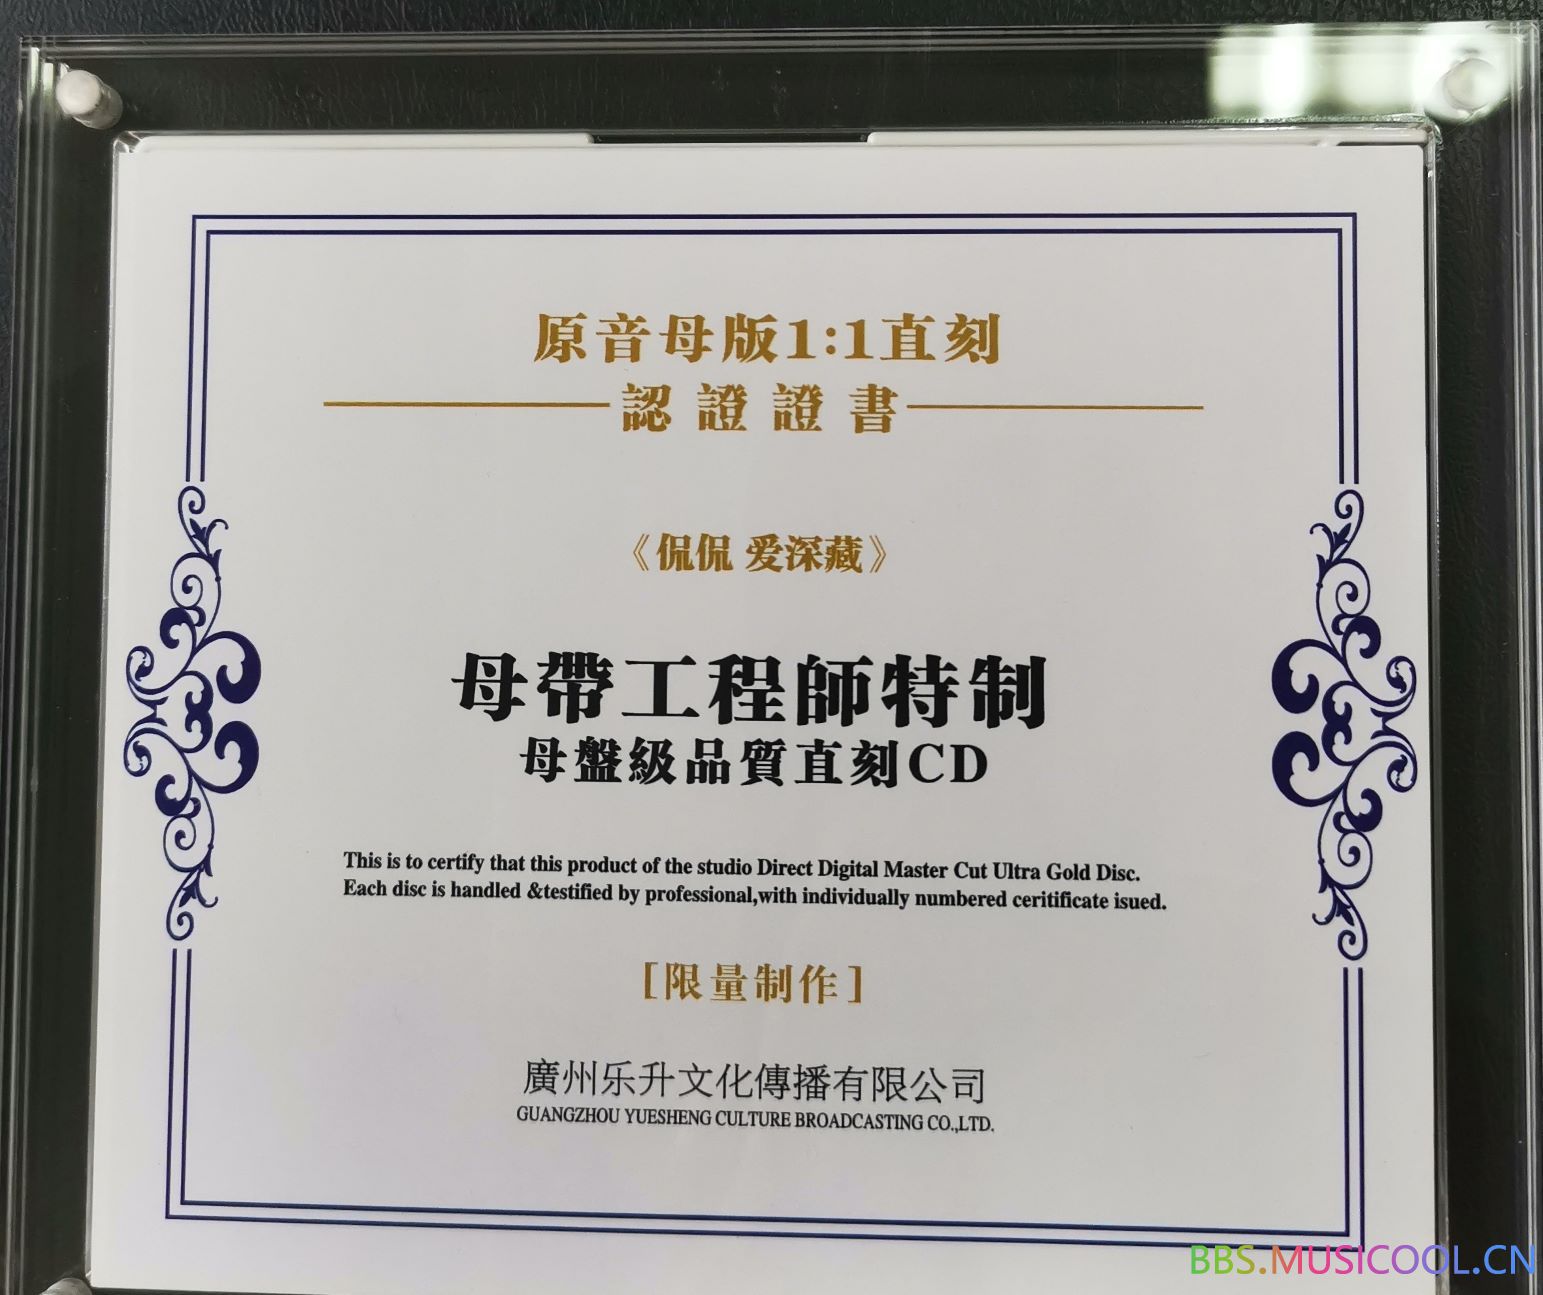 原音母版1:1直刻
認證證書
《侃侃 爱深藏》
母帶工程師特制
母盤級品質直刻CD
This is to certify that this product of the studio Direct Digital Master Cut Ultra Gold Disc.
Each disc is handled &testified by professional,with individually numbered ceritificate isued.
[限量制作]
廣州乐升文化傳播有限公司
GUANGZHOU YUESHENG CULTURE BROADCASTING CO.,LTD.
BBS.MUSICOOL.CN